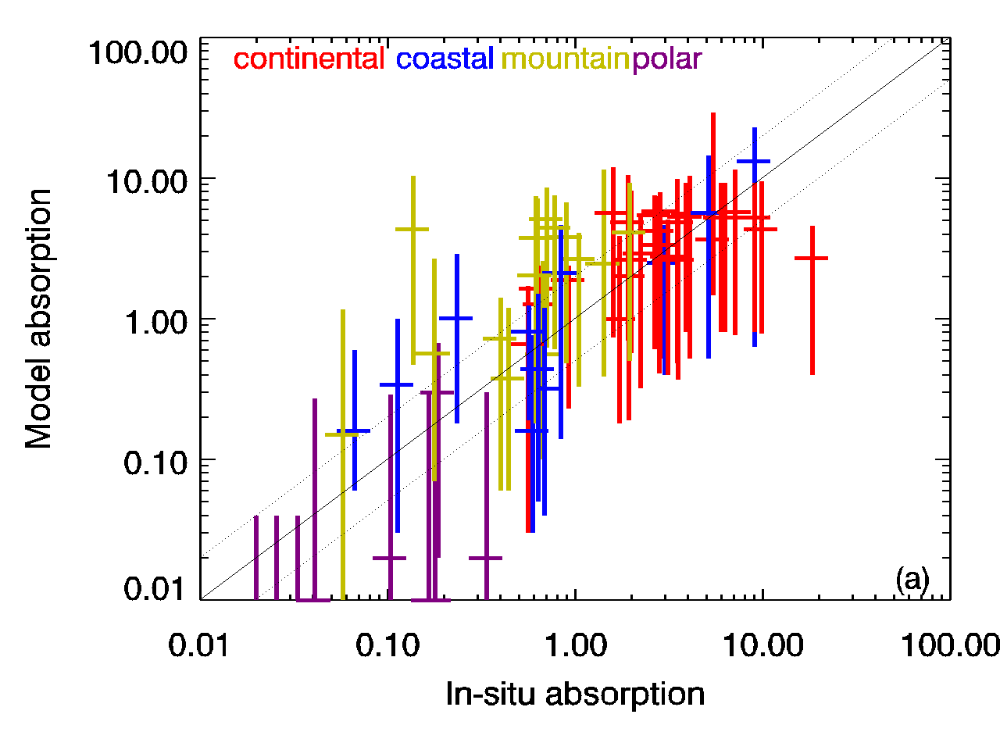 100.00
continental coastal mountain polar
10.00
1.00
0.10
0.01
Model absorption
(a)
0.01 0.10 1.00 10.00 100.00
In-situ absorption